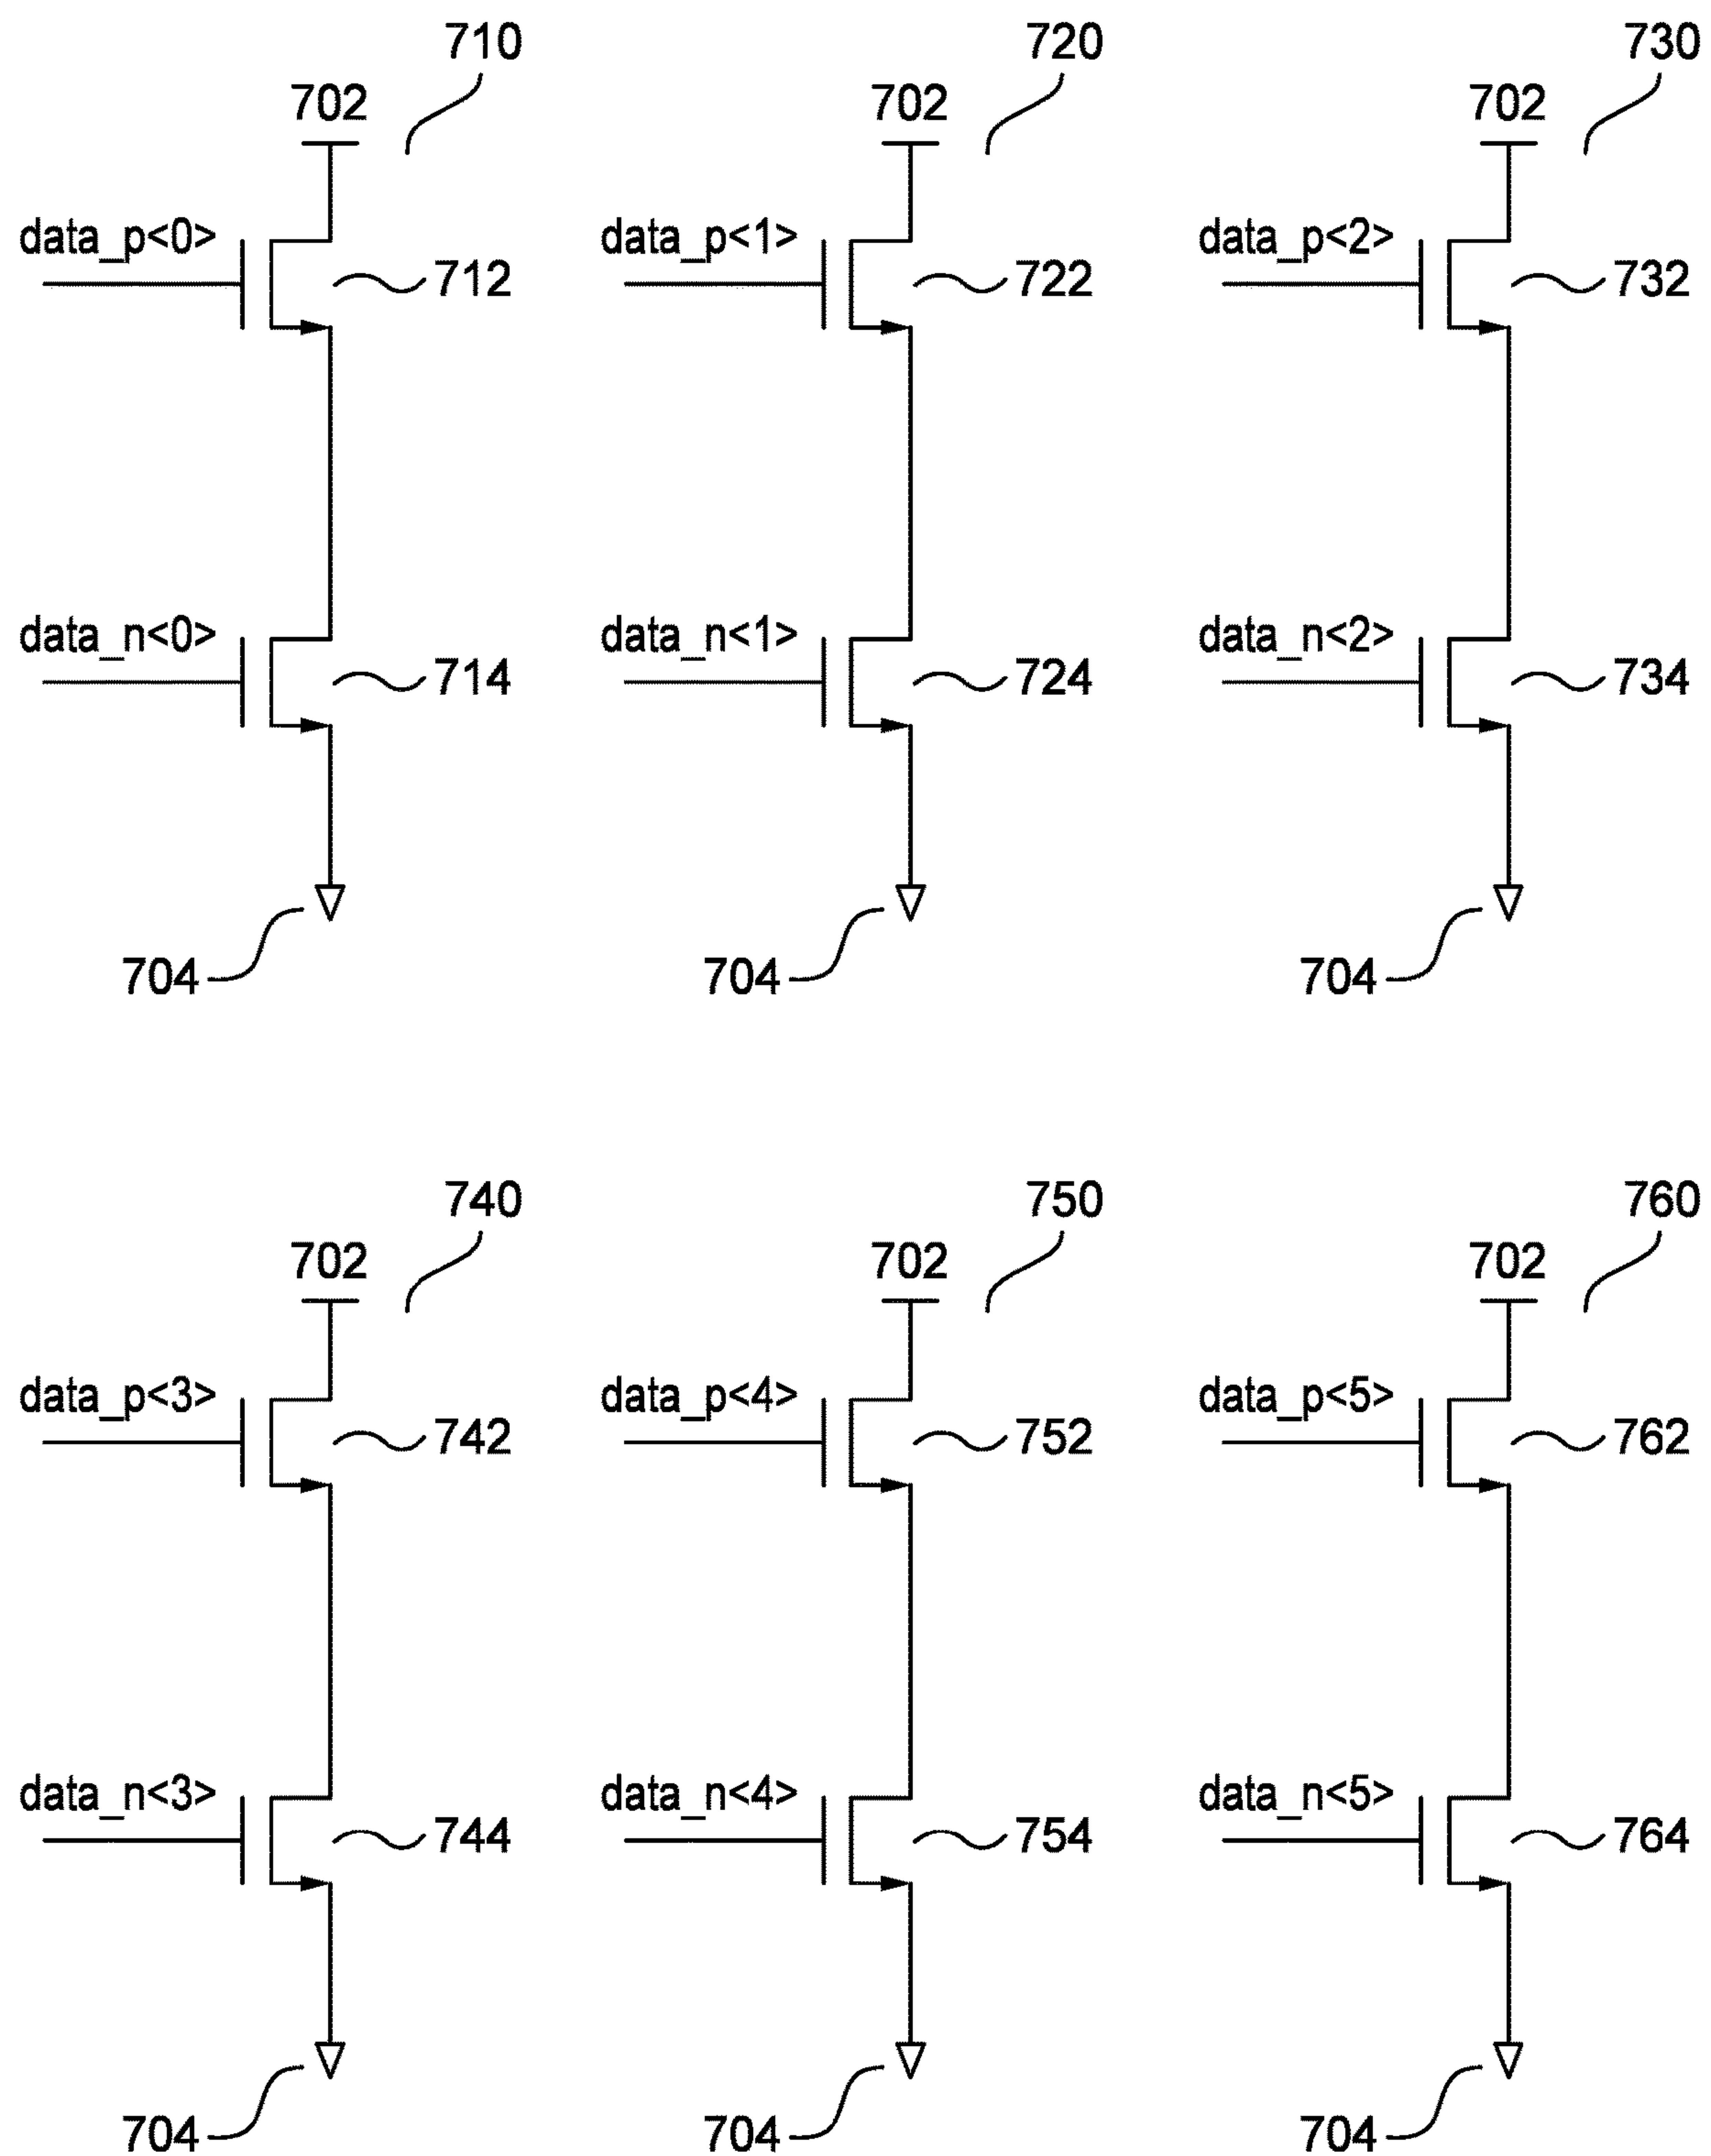 710 720 730
702 702 702
data_p<0> data_p<1> data_p<2>
712 722 732
data_n<0> data_n<1> data_n<2>
714 724 734
704 704 704
740 750 760
702 702 702
data_p<3> data_p<4> data_p<5>
742 752 762
data_n<3> data_n<4> data_n<5>
744 754 764
704 704 704